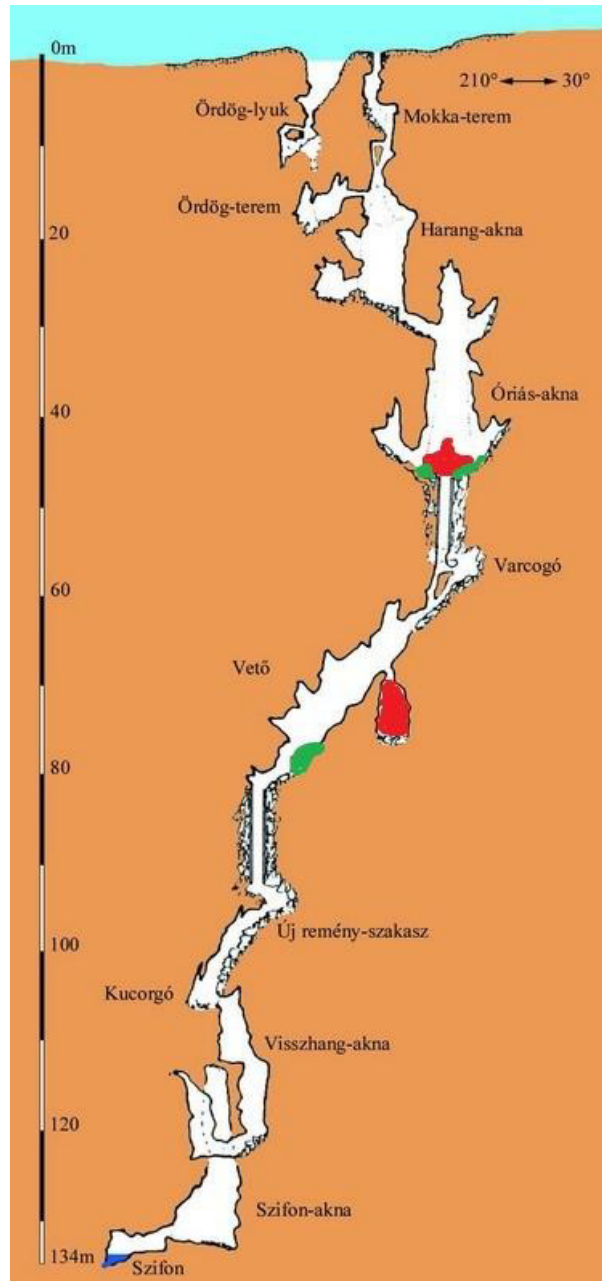 0m
210° 30°
Ördög-lyuk
Mokka-terem
Ördög-terem
20
Harang-akna
Óriás-akna
40
Varcogó
60
Vető
80
Új remény-szakasz
100
Kucorgó
Visszhang-akna
120
Szifon-akna
134m
Szifon